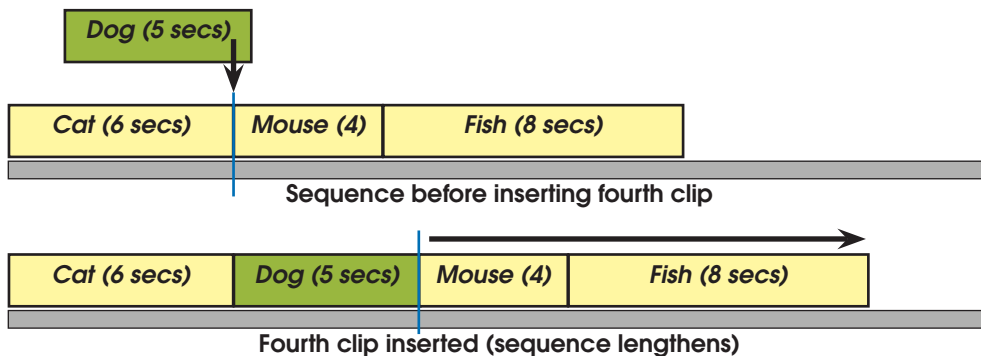 Dog (5 secs)
Cat (6 secs) Mouse (4) Fish (8 secs)
Sequence before inserting fourth clip
Cat (6 secs) Dog (5 secs) Mouse (4) Fish (8 secs)
Fourth clip inserted (sequence lengthens)